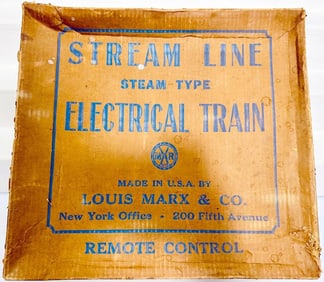 STREAM LINE
STEAM-TYPE
ELECTRICAL TRAIN
MAR
MADE IN U.S.A. BY
LOUIS MARX & CO.
New York Office - 200 Fifth Avenue
REMOTE CONTROL